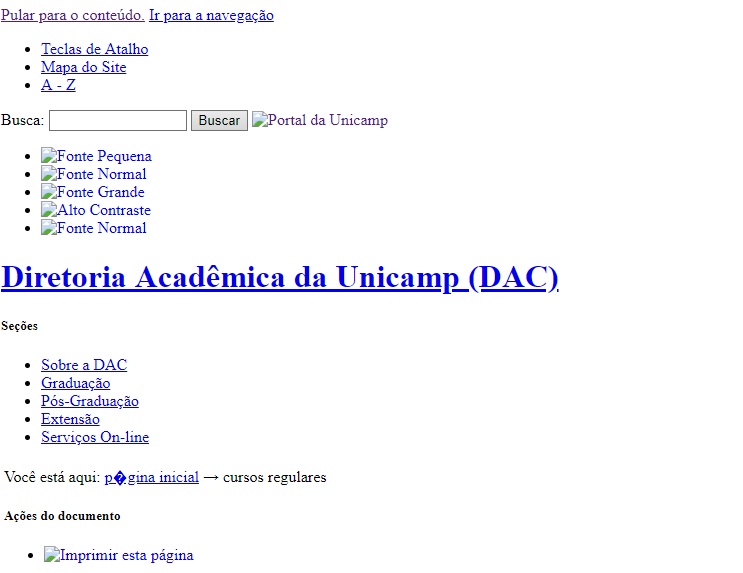 Pular para o conteúdo. Ir para a navegação
Teclas de Atalho
Mapa do Site
A - Z
Busca: Buscar Portal da Unicamp
Fonte Pequena
Fonte Normal
Fonte Grande
Alto Contraste
Fonte Normal
Diretoria Acadêmica da Unicamp (DAC)
Seções
Sobre a DAC
Graduação
Pós-Graduação
Extensão
Serviços On-line
Você está aqui: p�gina inicial → cursos regulares
Ações do documento
Imprimir esta página